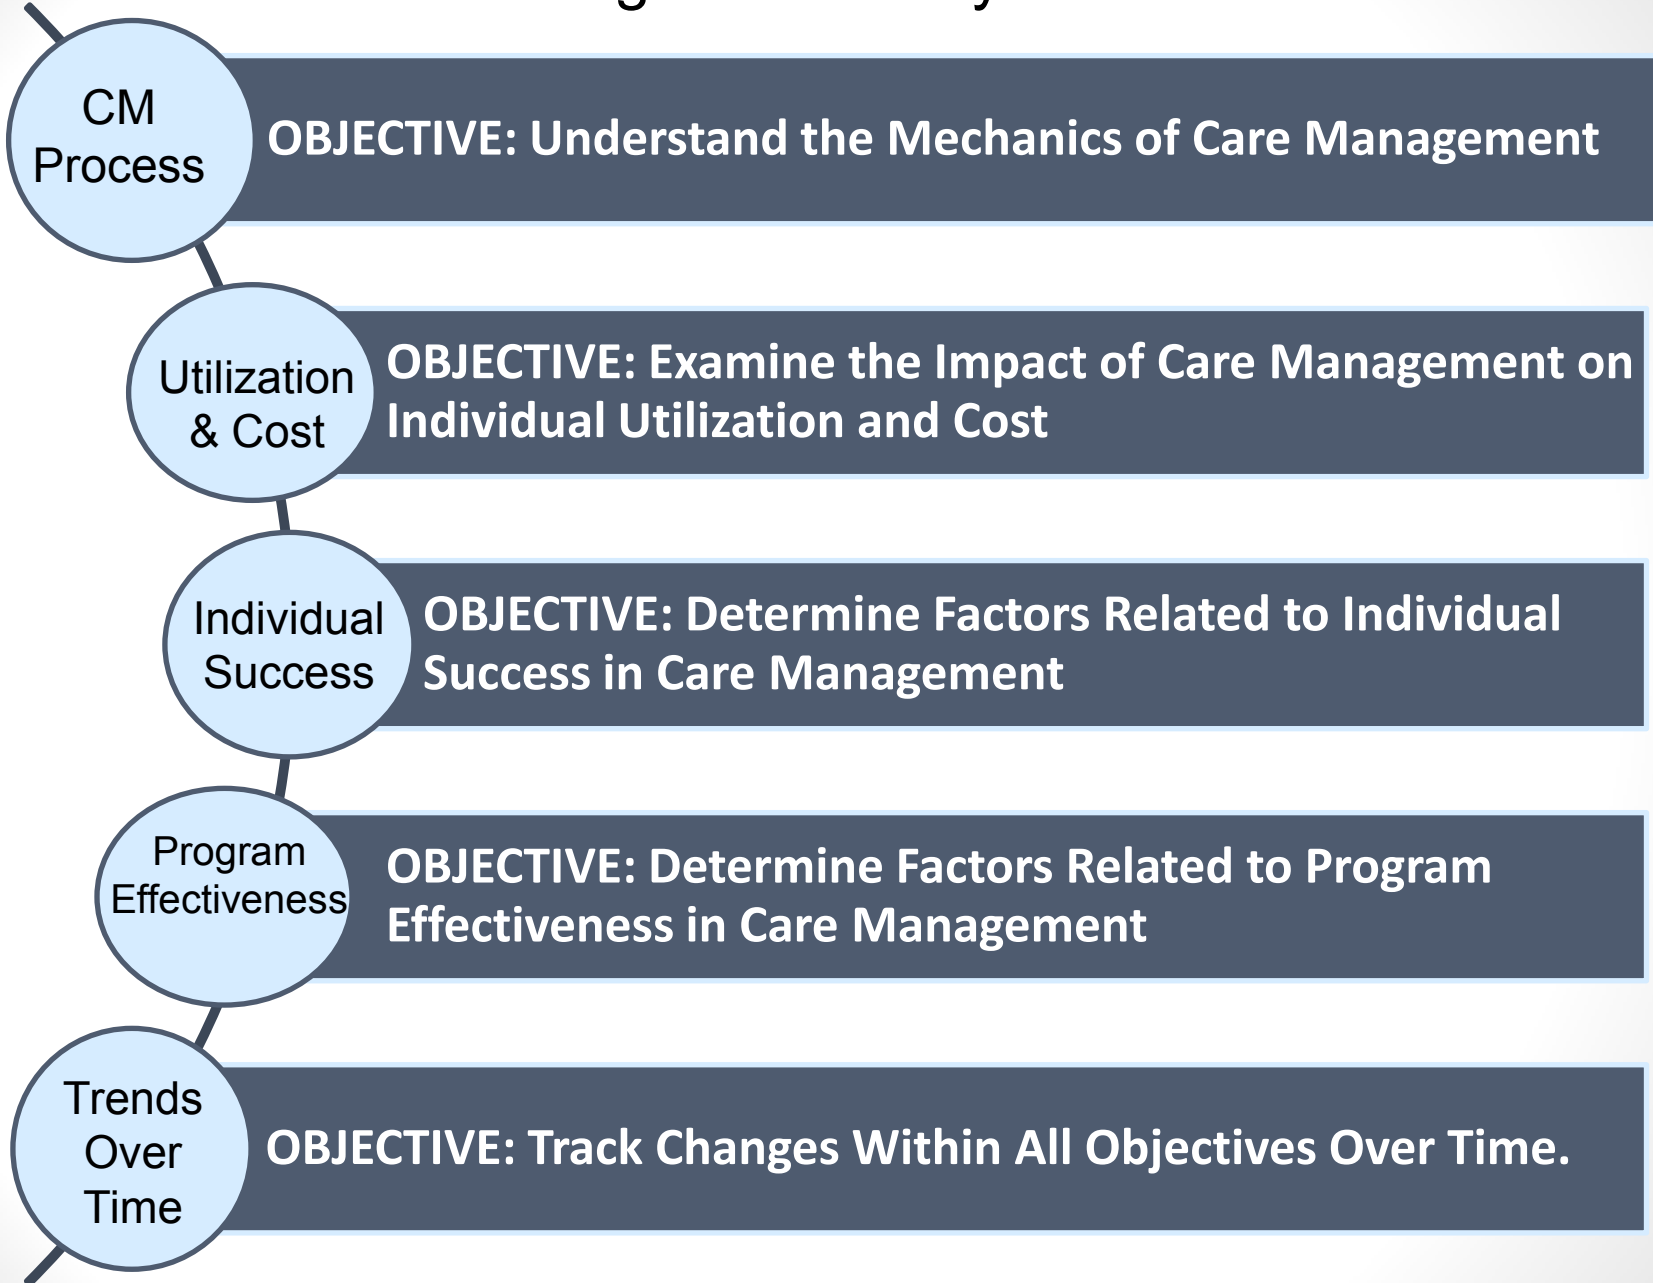 CM
Process
OBJECTIVE: Understand the Mechanics of Care Management
Utilization
& Cost
OBJECTIVE: Examine the Impact of Care Management on
Individual Utilization and Cost
Individual
Success
OBJECTIVE: Determine Factors Related to Individual
Success in Care Management
Program
Effectiveness
OBJECTIVE: Determine Factors Related to Program
Effectiveness in Care Management
Trends
Over
Time
OBJECTIVE: Track Changes Within All Objectives Over Time.